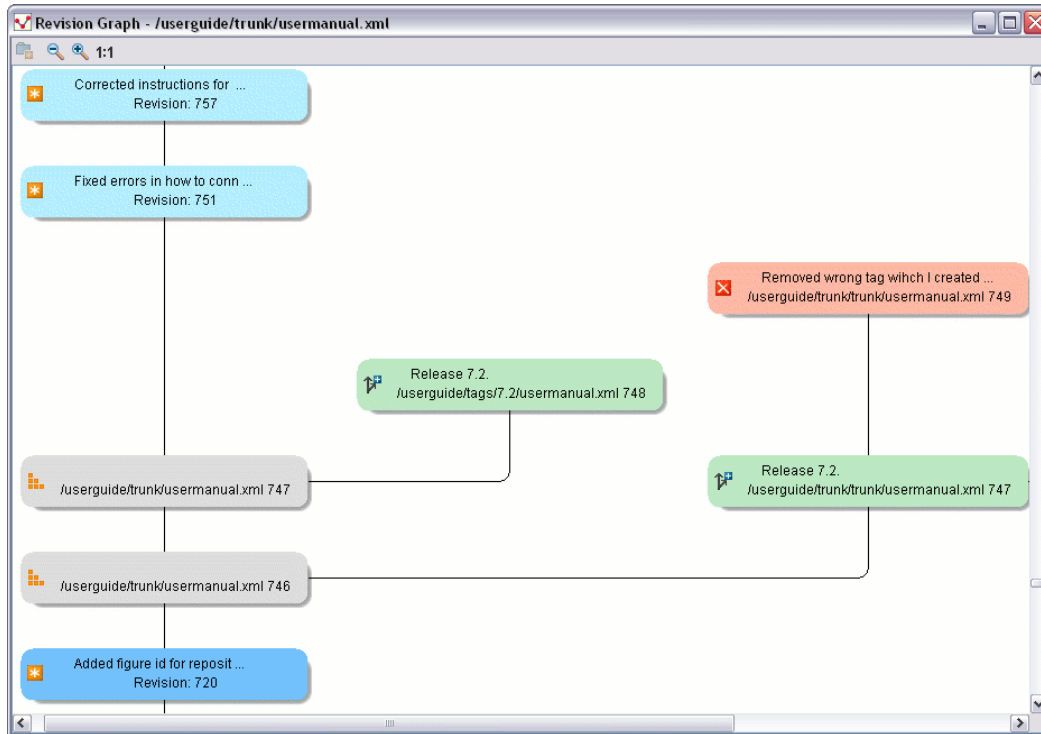 Revision Graph - /userguide/trunk/usermanual.xml
1:1
Corrected instructions for ...
Revision: 757
Fixed errors in how to conn ...
Revision: 751
Removed wrong tag wihch I created ...
/userguide/trunk/trunk/usermanual.xml 749
Release 7.2.
/userguide/tags/7.2/usermanual.xml 748
/userguide/trunk/usermanual.xml 747
Release 7.2.
/userguide/trunk/trunk/usermanual.xml 747
/userguide/trunk/usermanual.xml 746
Added figure id for reposit ...
Revision: 720